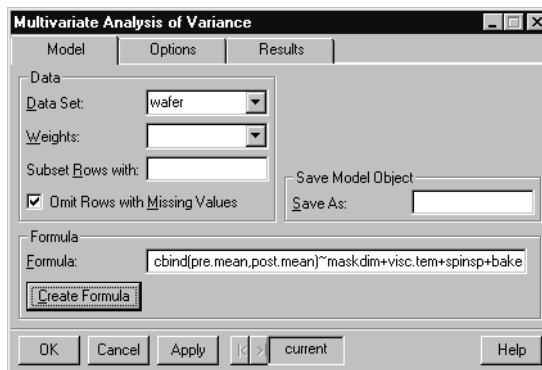 Multivariate Analysis of Variance
Model Options Results
Data
Data Set: wafer
Weights:
Subset Rows with:
Omit Rows with Missing Values
Save Model Object
Save As:
Formula
Formula: cbind(pre.mean,post.mean)~maskdim+visc.tem+spinsp+bake
Create Formula
OK Cancel Apply current Help